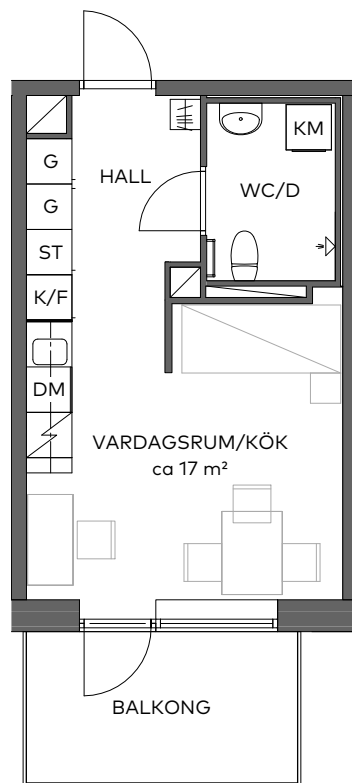 KM
G
HALL
WC/D
G
ST
K/F
DM
VARDAGSRUM/KÖK
ca 17 m²
BALKONG